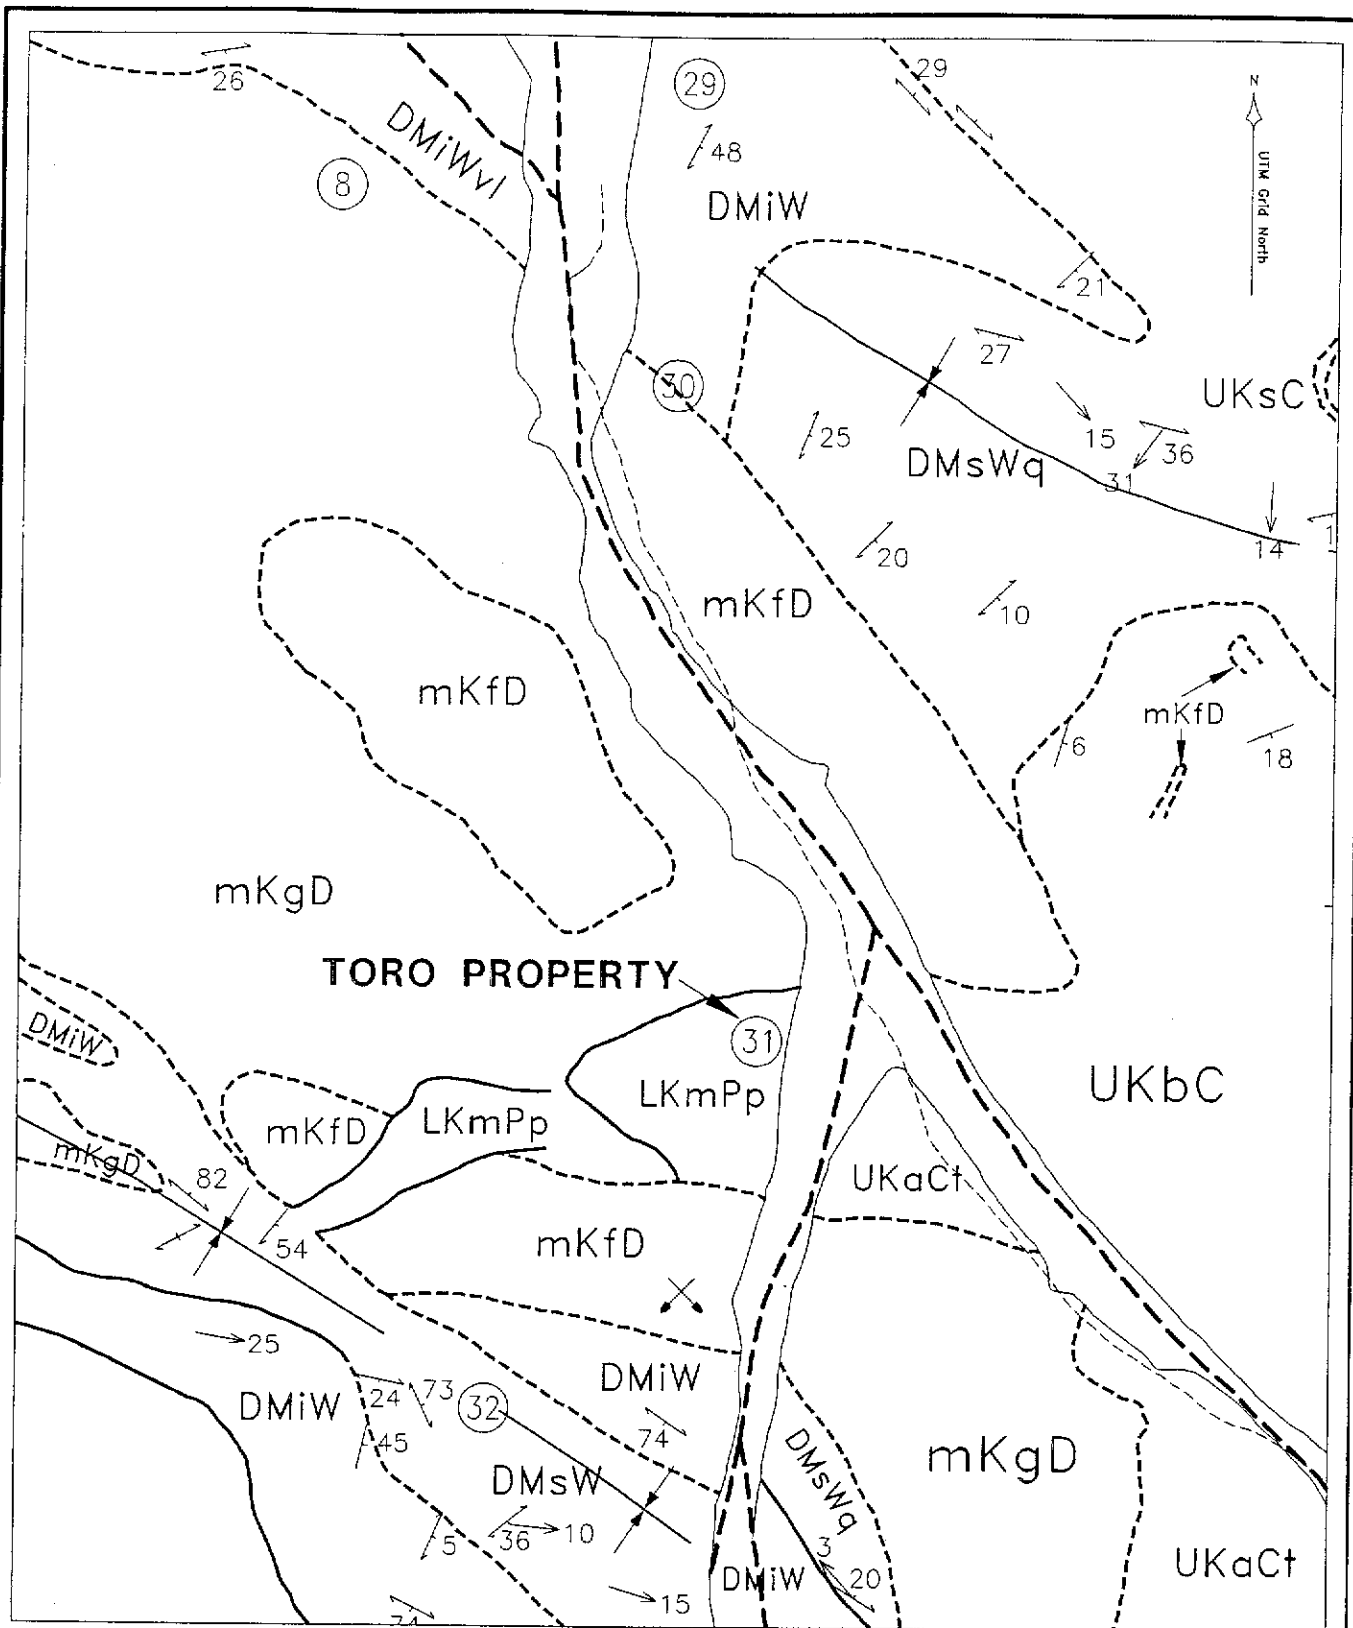 29
29
26
N
UTM Grid North
DMiWvl
48
8
DMiW
21
27
30
UKsC
15
25
36
DMsWq
31
14
20
mKfD
10
mKfD
mKfD
6
18
mKgD
TORO PROPERTY
DMiW
31
LKmPp
UKbC
LKmPp
mKfD
mKgD
82
UKaCt
54
mKfD
25
DMiW
24
73
DMiW
32
45
74
mKgD
DMsWq
DMsW
36
10
5
3
UKaCt
DMiW
20
15
74